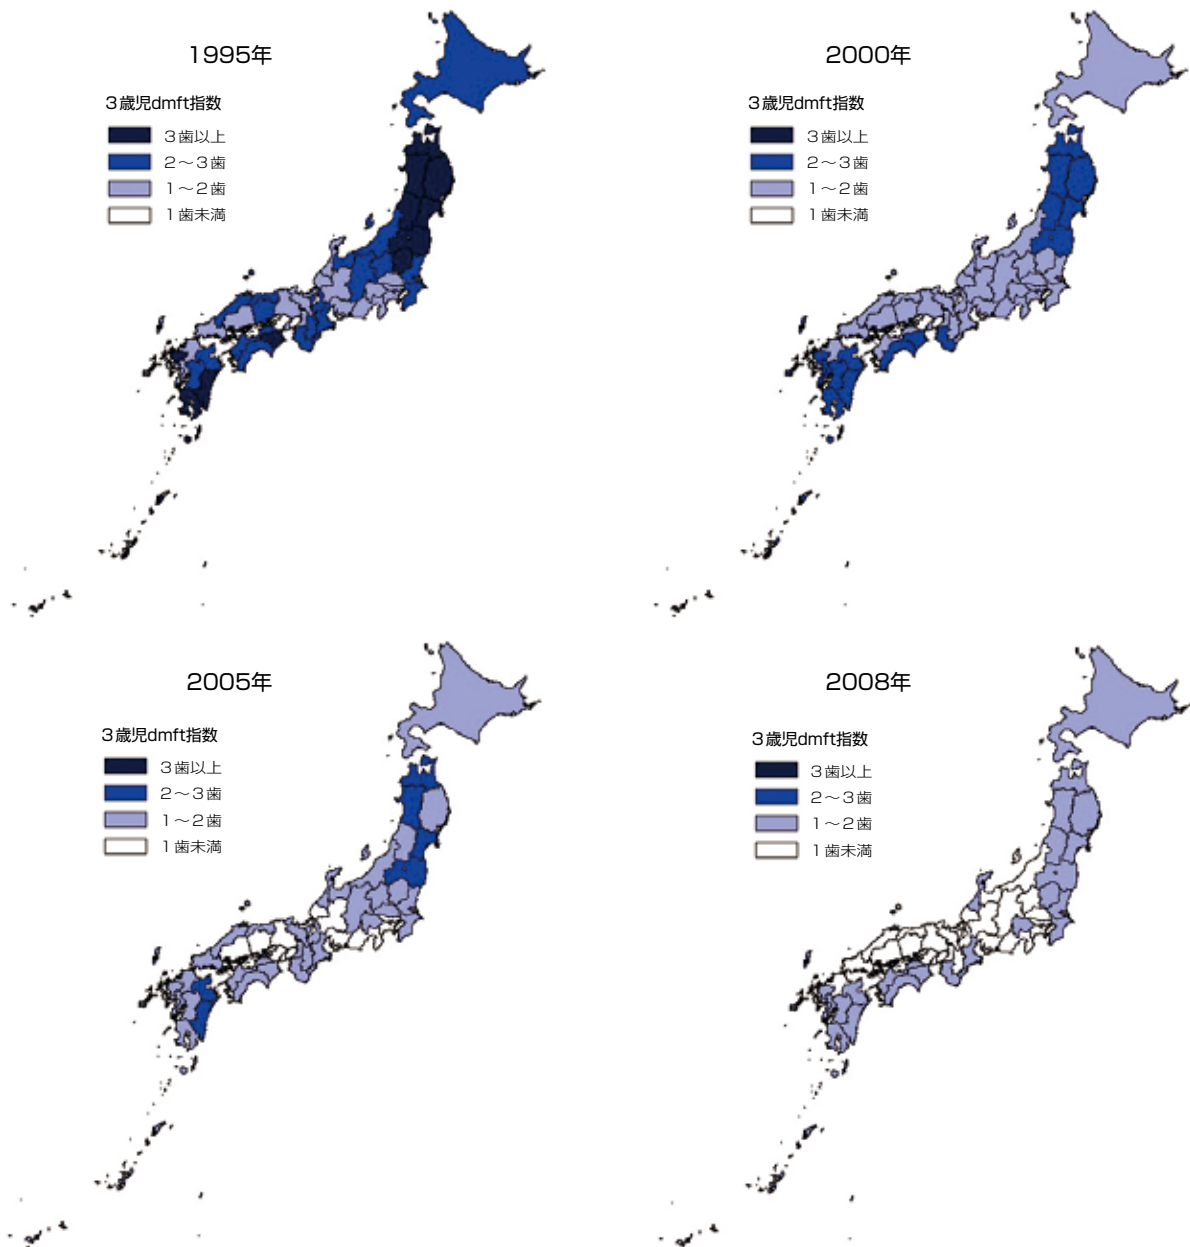 1995年
3歳児dmft指数
3歯以上
2～3歯
1～2歯
1歯未満
2000年
3歳児dmft指数
3歯以上
2～3歯
1～2歯
1歯未満
2005年
3歳児dmft指数
3歯以上
2～3歯
1～2歯
1歯未満
2008年
3歳児dmft指数
3歯以上
2～3歯
1～2歯
1歯未満